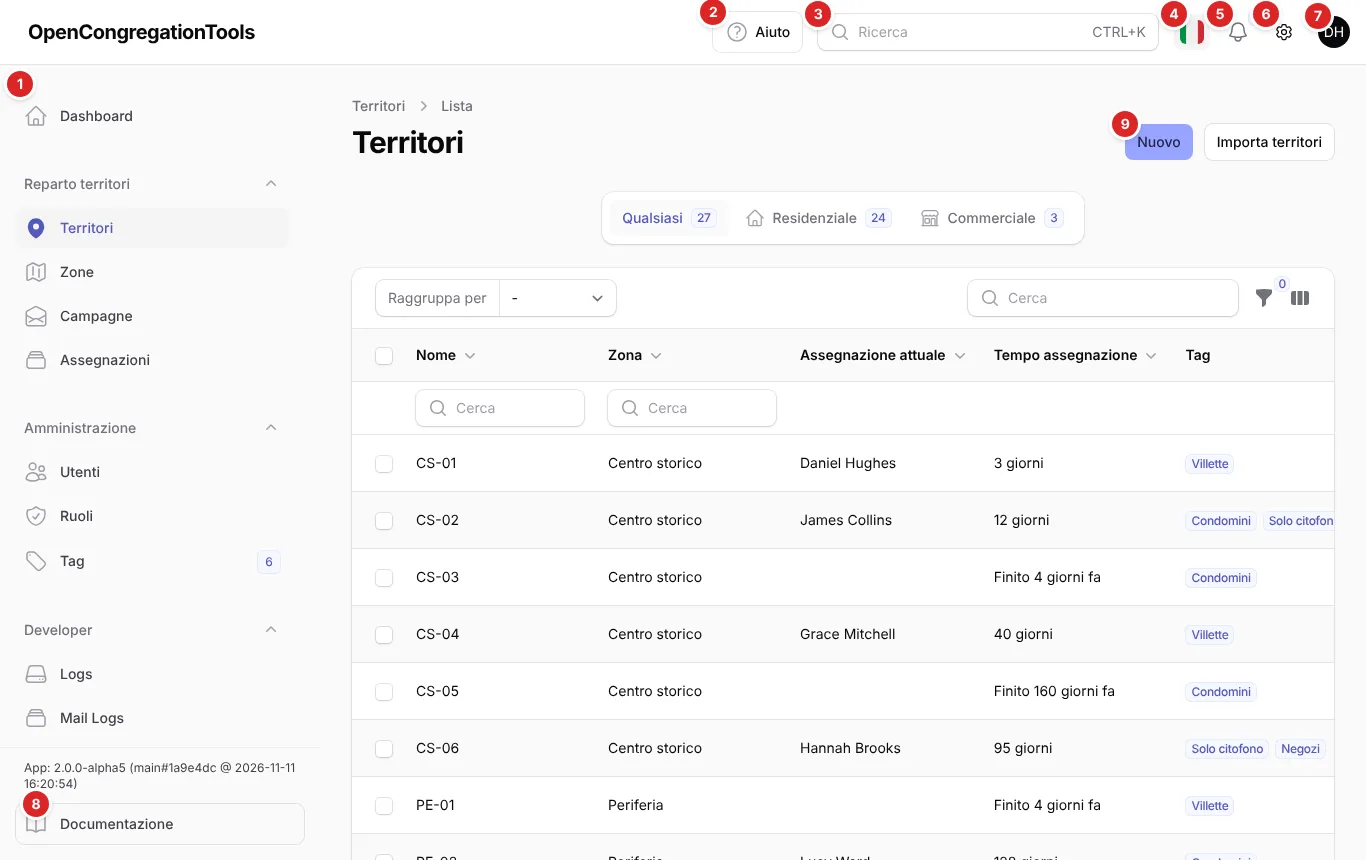 OpenCongregationTools
2
Aiuto
3
Ricerca
CTRL+K
4
5
6
7
DH
1
Dashboard
Reparto territori
Territori
Zone
Campagne
Assegnazioni
Amministrazione
Utenti
Ruoli
Tag
6
Developer
Logs
Mail Logs
App: 2.0.0-alpha5 (main#1a9e4dc @ 2026-11-11
16:20:54)
8
Documentazione
Territori
Lista
Territori
9
Nuovo
Importa territori
Qualsiasi 27
Residenziale 24
Commerciale 3
Raggruppa per
-
Cerca
0
Nome Zona Assegnazione attuale Tempo assegnazione Tag
Cerca Cerca
CS-01 Centro storico Daniel Hughes 3 giorni Villette
CS-02 Centro storico James Collins 12 giorni Condomini Solo citofon
CS-03 Centro storico Finito 4 giorni fa Condomini
CS-04 Centro storico Grace Mitchell 40 giorni Villette
CS-05 Centro storico Finito 160 giorni fa Condomini
CS-06 Centro storico Hannah Brooks 95 giorni Solo citofono Negozi
PE-01 Periferia Finito 4 giorni fa Villette
Periferia